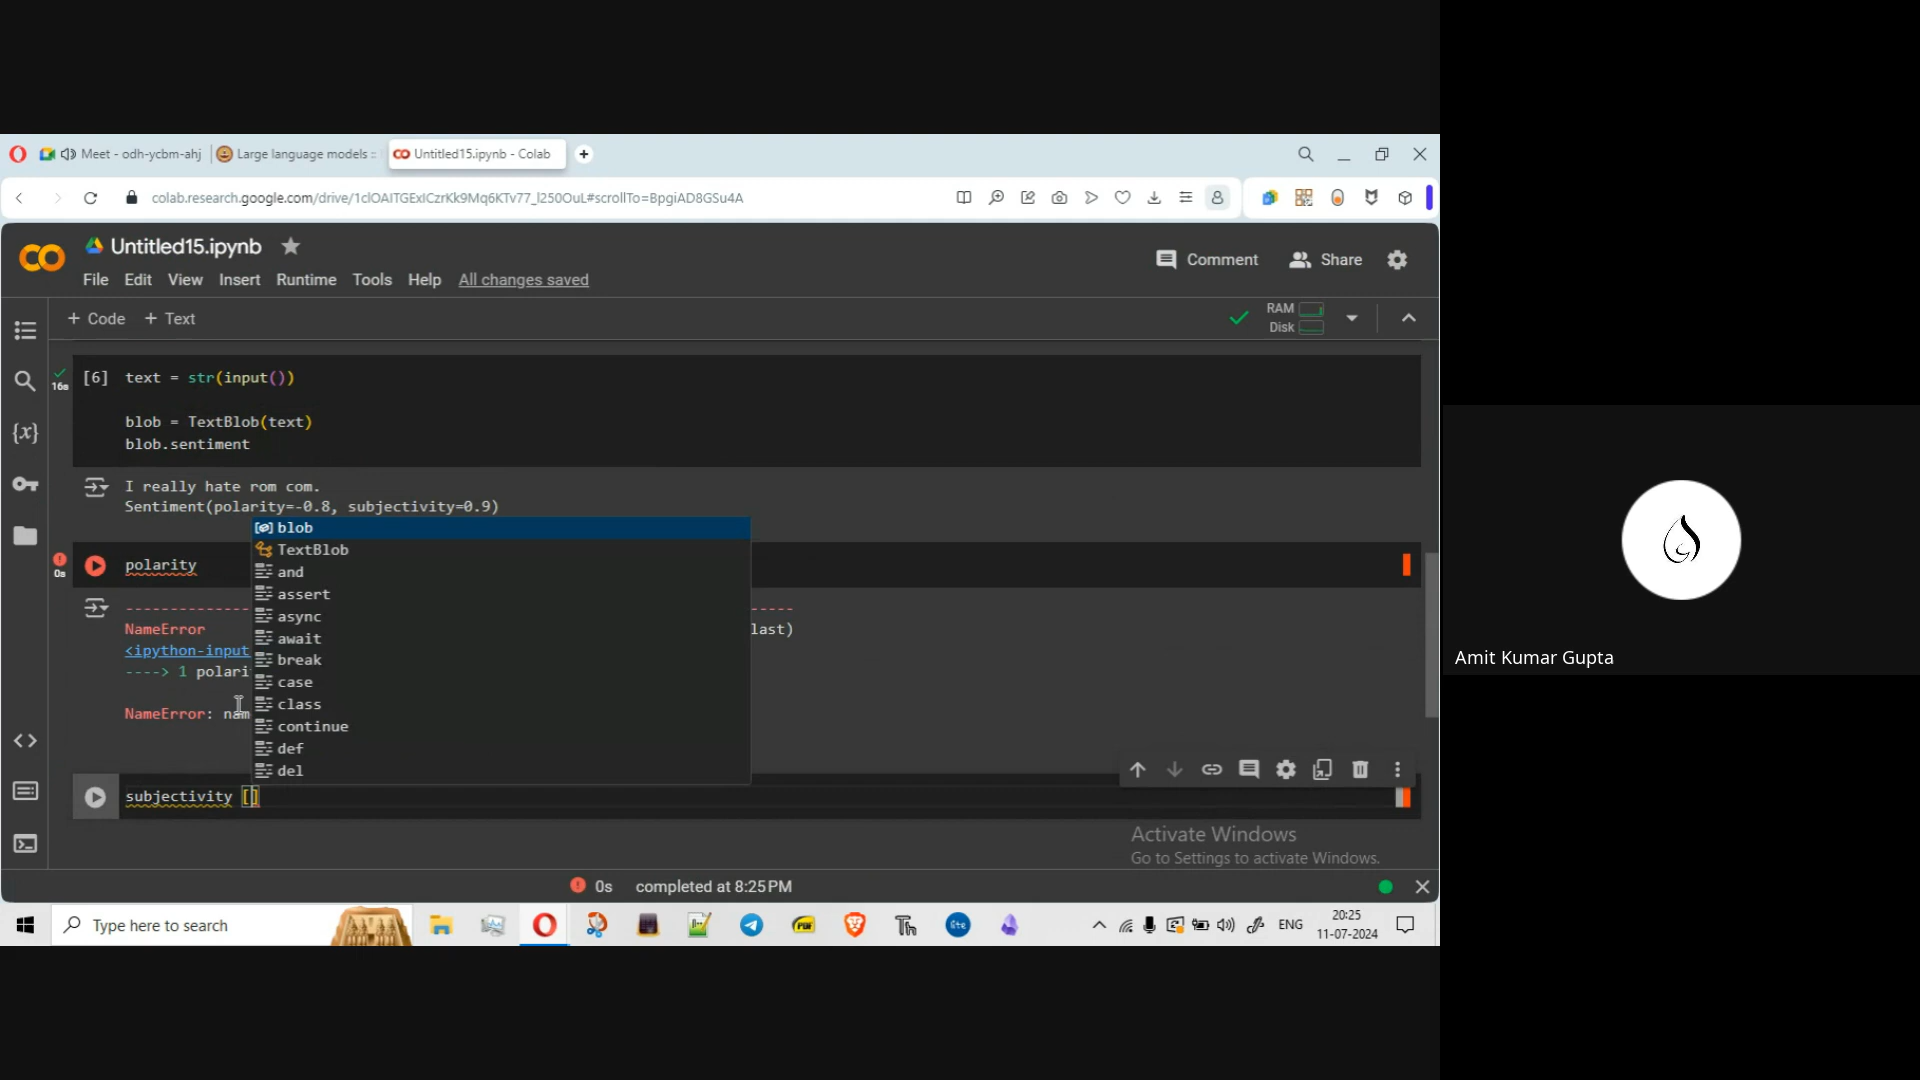 Meet - odh-ycbm-ahj
Large language models ::
Untitled15.ipynb - Colab
colab.research.google.com/drive/1clOAITGExICzrKk9Mq6KTv77_l250OuL#scrollTo=BpgiAD8GSu4A
Untitled15.ipynb
Comment
Share
File Edit View Insert Runtime Tools Help All changes saved
+ Code + Text
RAM
Disk
16s
[6] text = str(input())
blob = TextBlob(text)
blob.sentiment
I really hate rom com.
Sentiment(polarity=-0.8, subjectivity=0.9)
blob
TextBlob
and
assert
async
await
break
case
class
continue
def
del
0s
polarity
NameError
last)
<ipython-input
----> 1 polari
NameError: nam
subjectivity []
Activate Windows
Go to Settings to activate Windows.
0s completed at 8:25 PM
Type here to search
ENG
20:25
11-07-2024
Amit Kumar Gupta